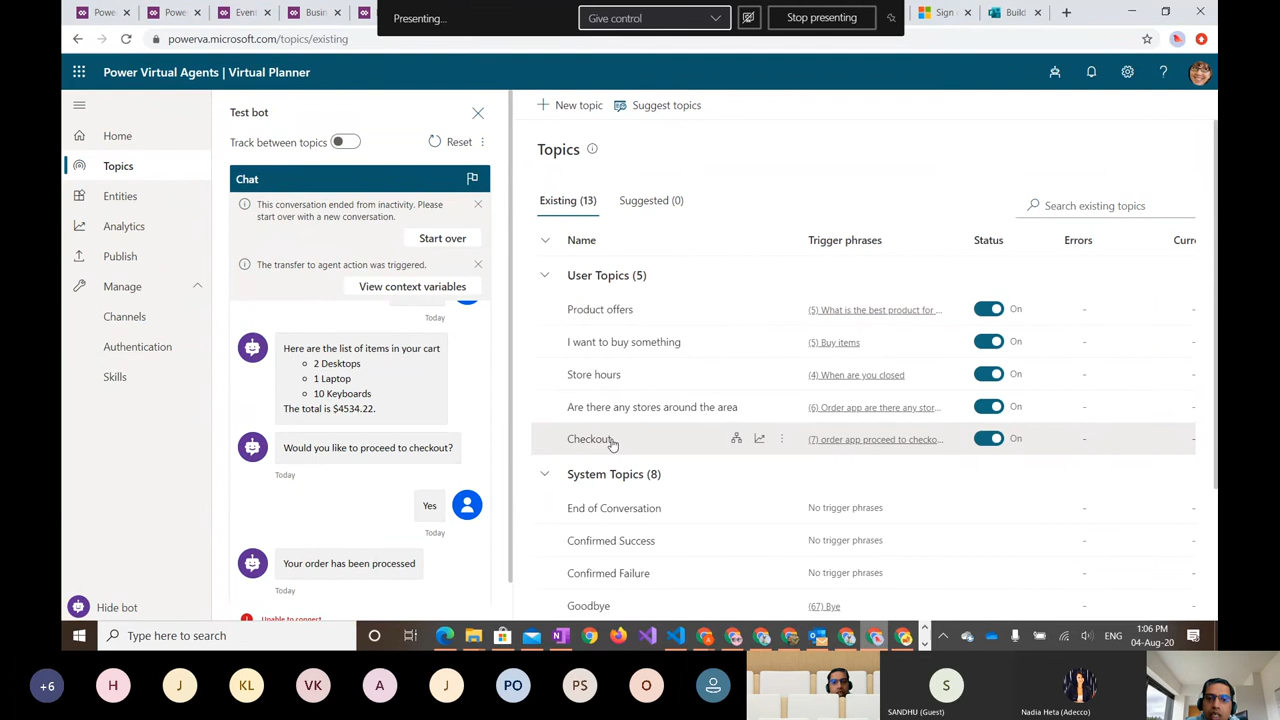 Power
Power
Event
Busin
Presenting...
Give control
Stop presenting
Sign
Build
powerva.microsoft.com/topics/existing
Power Virtual Agents | Virtual Planner
Home
Topics
Entities
Analytics
Publish
Manage
Channels
Authentication
Skills
Hide bot
Test bot
Track between topics
Reset
Chat
This conversation ended from inactivity. Please
start over with a new conversation.
Start over
The transfer to agent action was triggered.
View context variables
Today
Here are the list of items in your cart
2 Desktops
1 Laptop
10 Keyboards
The total is $4534.22.
Would you like to proceed to checkout?
Today
Yes
Today
Your order has been processed
Today
Unable to connect
New topic
Suggest topics
Topics
Existing (13)
Suggested (0)
Search existing topics
Name
Trigger phrases
Status
Errors
Curre
User Topics (5)
Product offers
(5) What is the best product for ...
On
-
-
I want to buy something
(5) Buy items
On
-
-
Store hours
(4) When are you closed
On
-
-
Are there any stores around the area
(6) Order app are there any stor...
On
-
-
Checkout
(7) order app proceed to checko...
On
-
-
System Topics (8)
End of Conversation
No trigger phrases
-
-
Confirmed Success
No trigger phrases
-
-
Confirmed Failure
No trigger phrases
-
-
Goodbye
(67) Bye
-
-
Type here to search
ENG
1:06 PM
04-Aug-20
+6
H
J
KL
VK
A
J
PO
PS
O
S
SANDHU (Guest)
Nadia Heta (Adecco)